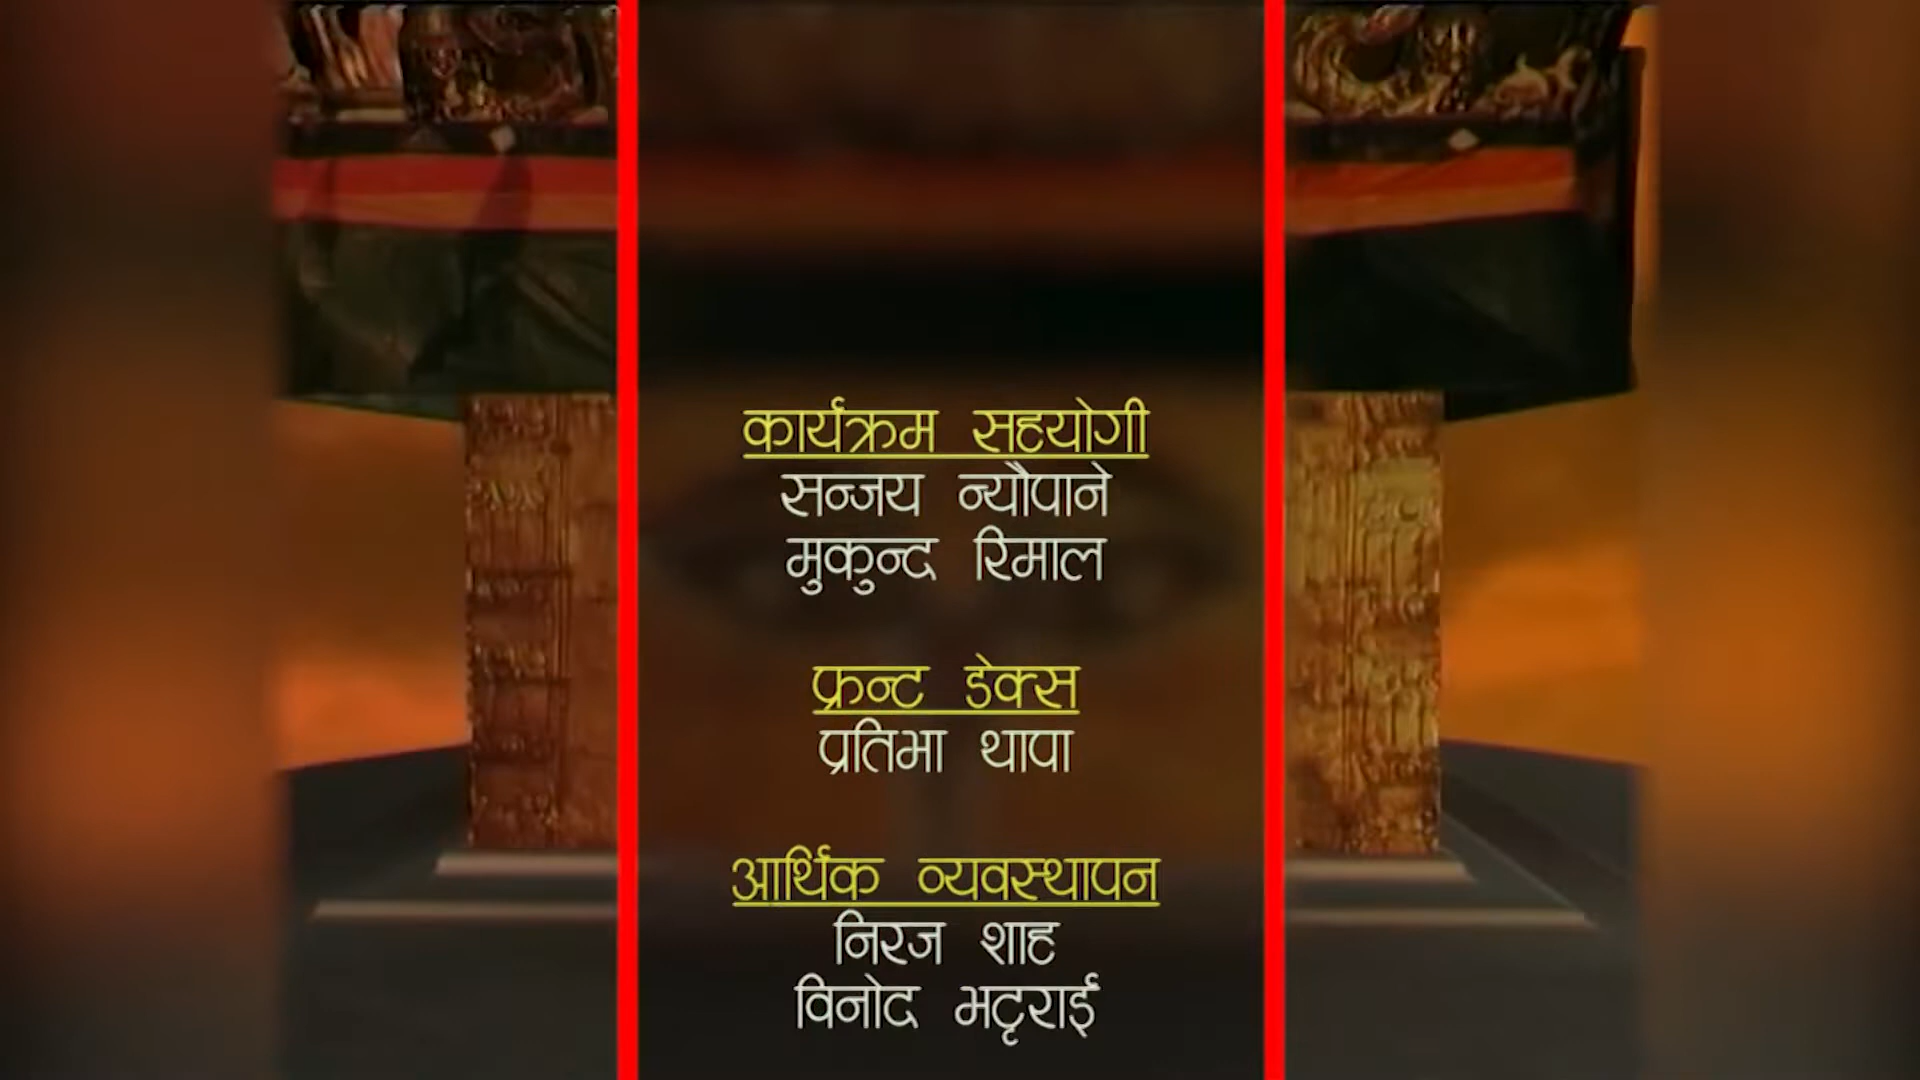 कार्यक्रम सहयोगी
सन्जय न्यौपाने
मुकुन्द रिमाल
फ्रन्ट डेक्स
प्रतिभा थापा
आर्थिक व्यवस्थापन
निरज शाह
विनोद भट्टराई